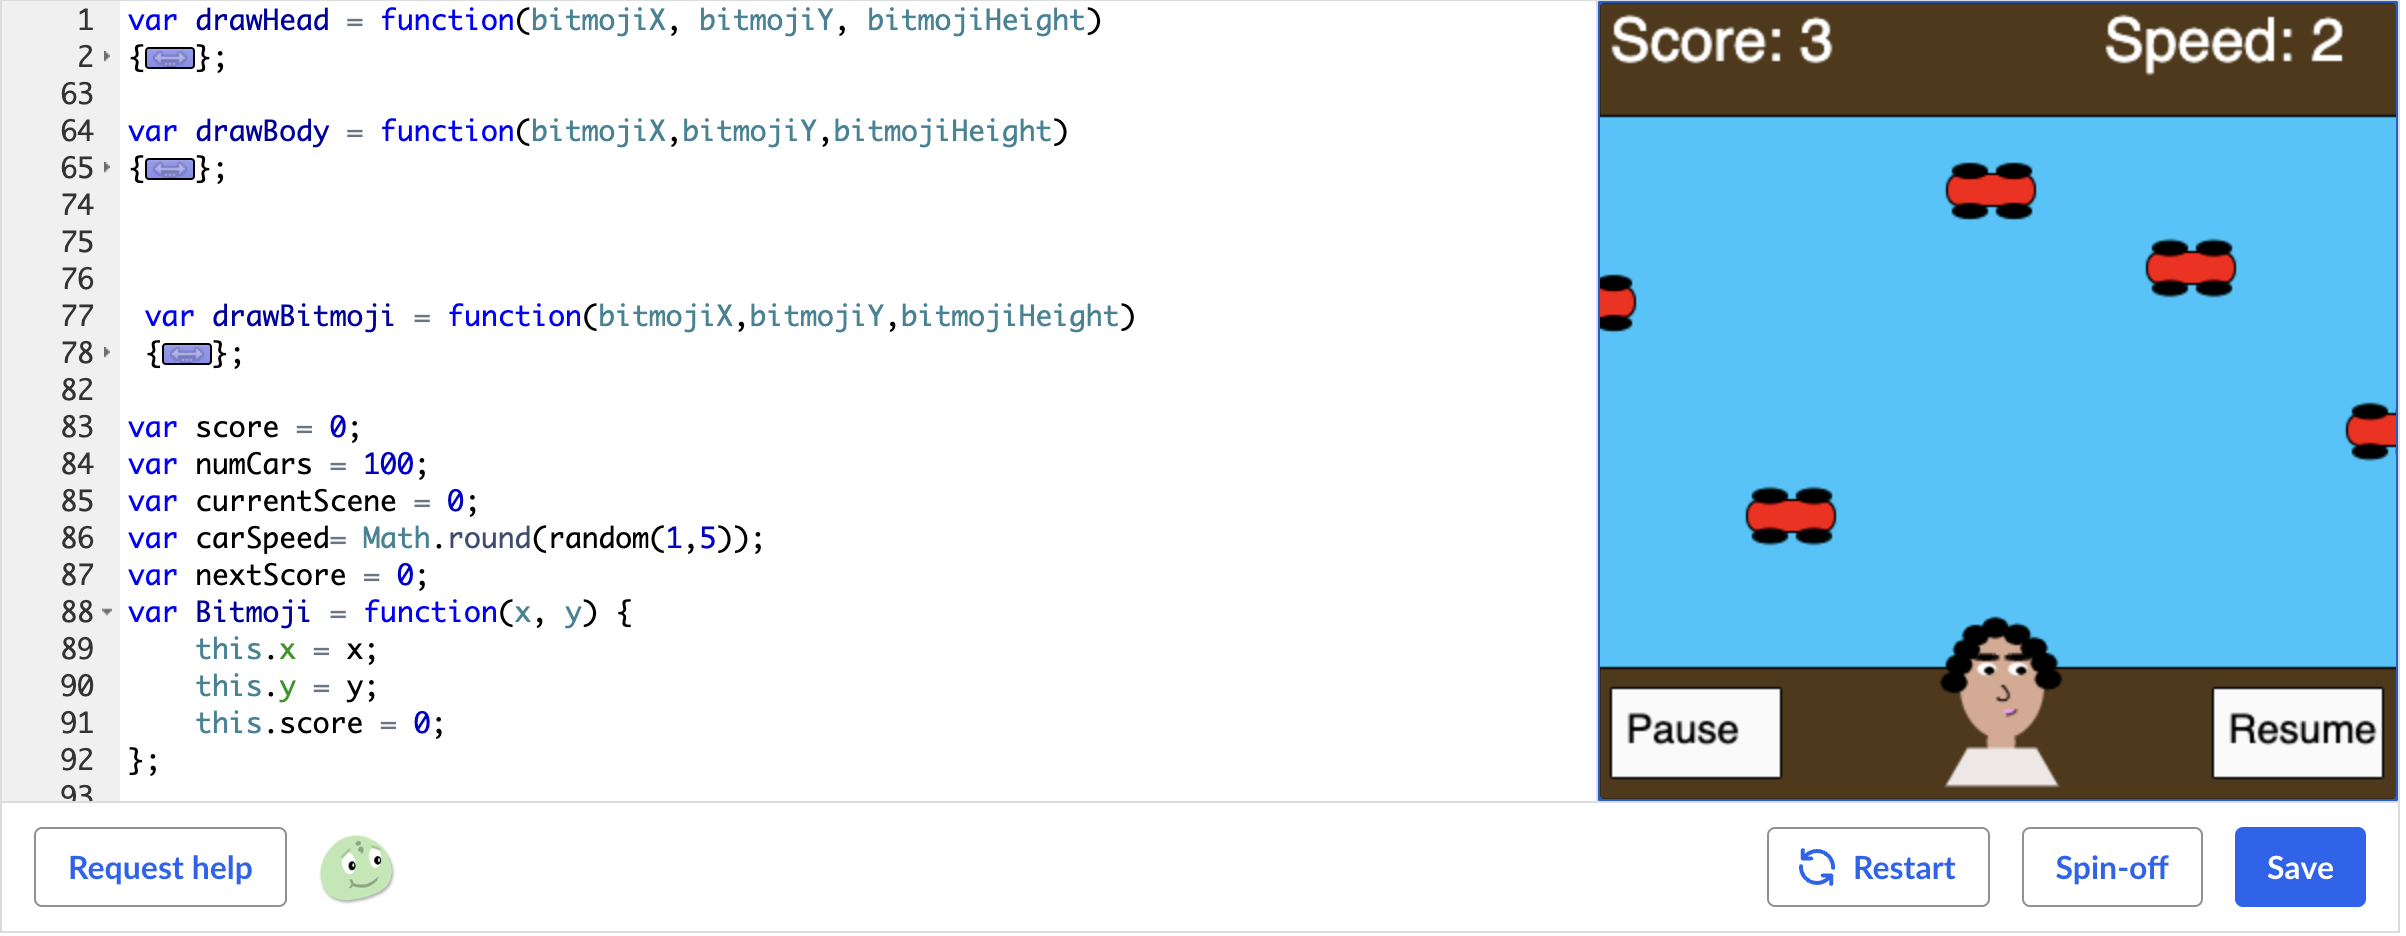 1 var drawHead = function(bitmojiX, bitmojiY, bitmojiHeight)
2 {};
63
64 var drawBody = function(bitmojiX,bitmojiY,bitmojiHeight)
65 {};
74
75
76
77 var drawBitmoji = function(bitmojiX,bitmojiY,bitmojiHeight)
78 {};
82
83 var score = 0;
84 var numCars = 100;
85 var currentScene = 0;
86 var carSpeed= Math.round(random(1,5));
87 var nextScore = 0;
88 var Bitmoji = function(x, y) {
89     this.x = x;
90     this.y = y;
91     this.score = 0;
92 };
93
Score: 3 Speed: 2
Pause Resume
Request help Restart Spin-off Save